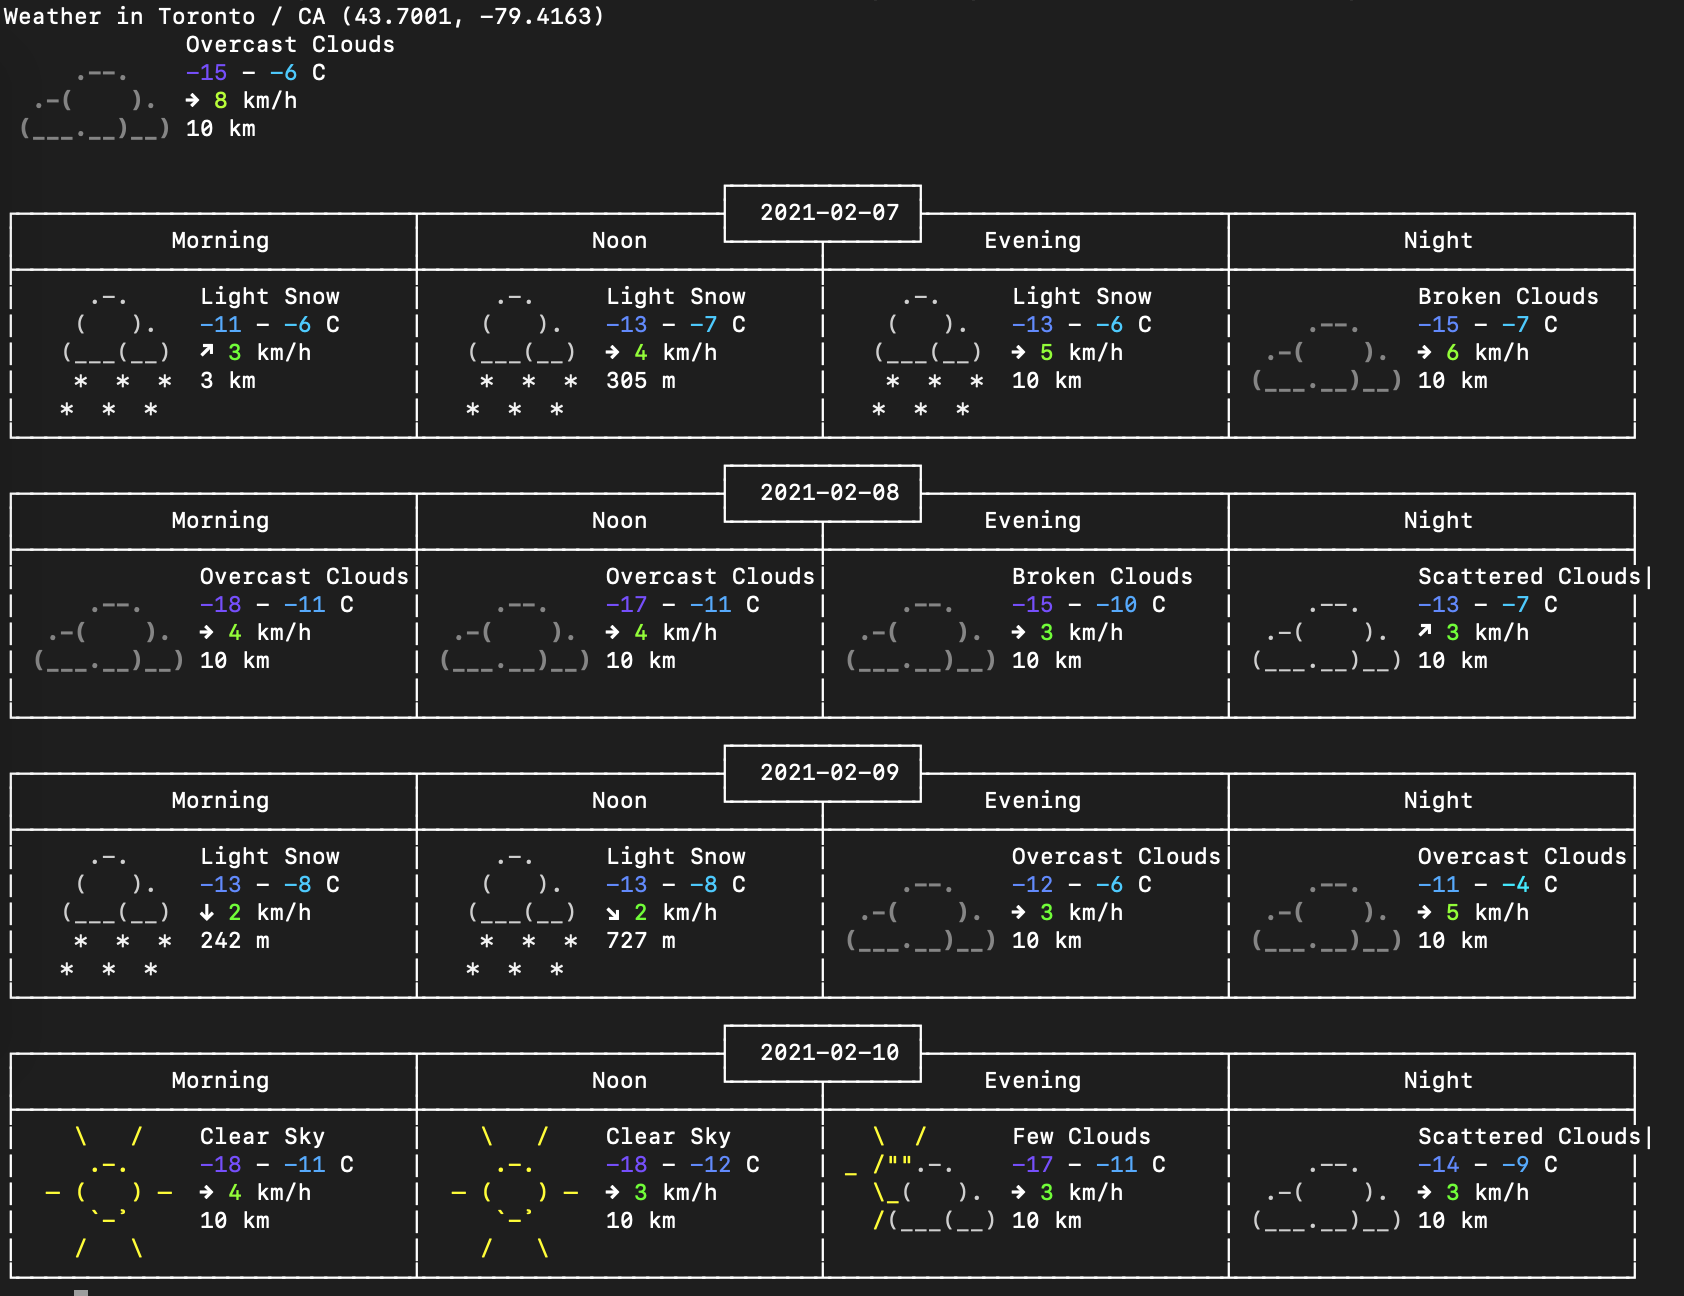 Weather in Toronto / CA (43.7001, -79.4163)
Overcast Clouds
-15 - -6 C
→ 8 km/h
10 km
2021-02-07
Morning Noon Evening Night
Light Snow Light Snow Light Snow Broken Clouds
-11 - -6 C -13 - -7 C -13 - -6 C -15 - -7 C
↗ 3 km/h → 4 km/h → 5 km/h → 6 km/h
3 km 305 m 10 km 10 km
2021-02-08
Morning Noon Evening Night
Overcast Clouds Overcast Clouds Broken Clouds Scattered Clouds
-18 - -11 C -17 - -11 C -15 - -10 C -13 - -7 C
→ 4 km/h → 4 km/h → 3 km/h ↗ 3 km/h
10 km 10 km 10 km 10 km
2021-02-09
Morning Noon Evening Night
Light Snow Light Snow Overcast Clouds Overcast Clouds
-13 - -8 C -13 - -8 C -12 - -6 C -11 - -4 C
↓ 2 km/h ↘ 2 km/h → 3 km/h → 5 km/h
242 m 727 m 10 km 10 km
2021-02-10
Morning Noon Evening Night
Clear Sky Clear Sky Few Clouds Scattered Clouds
-18 - -11 C -18 - -12 C -17 - -11 C -14 - -9 C
→ 4 km/h → 3 km/h → 3 km/h → 3 km/h
10 km 10 km 10 km 10 km